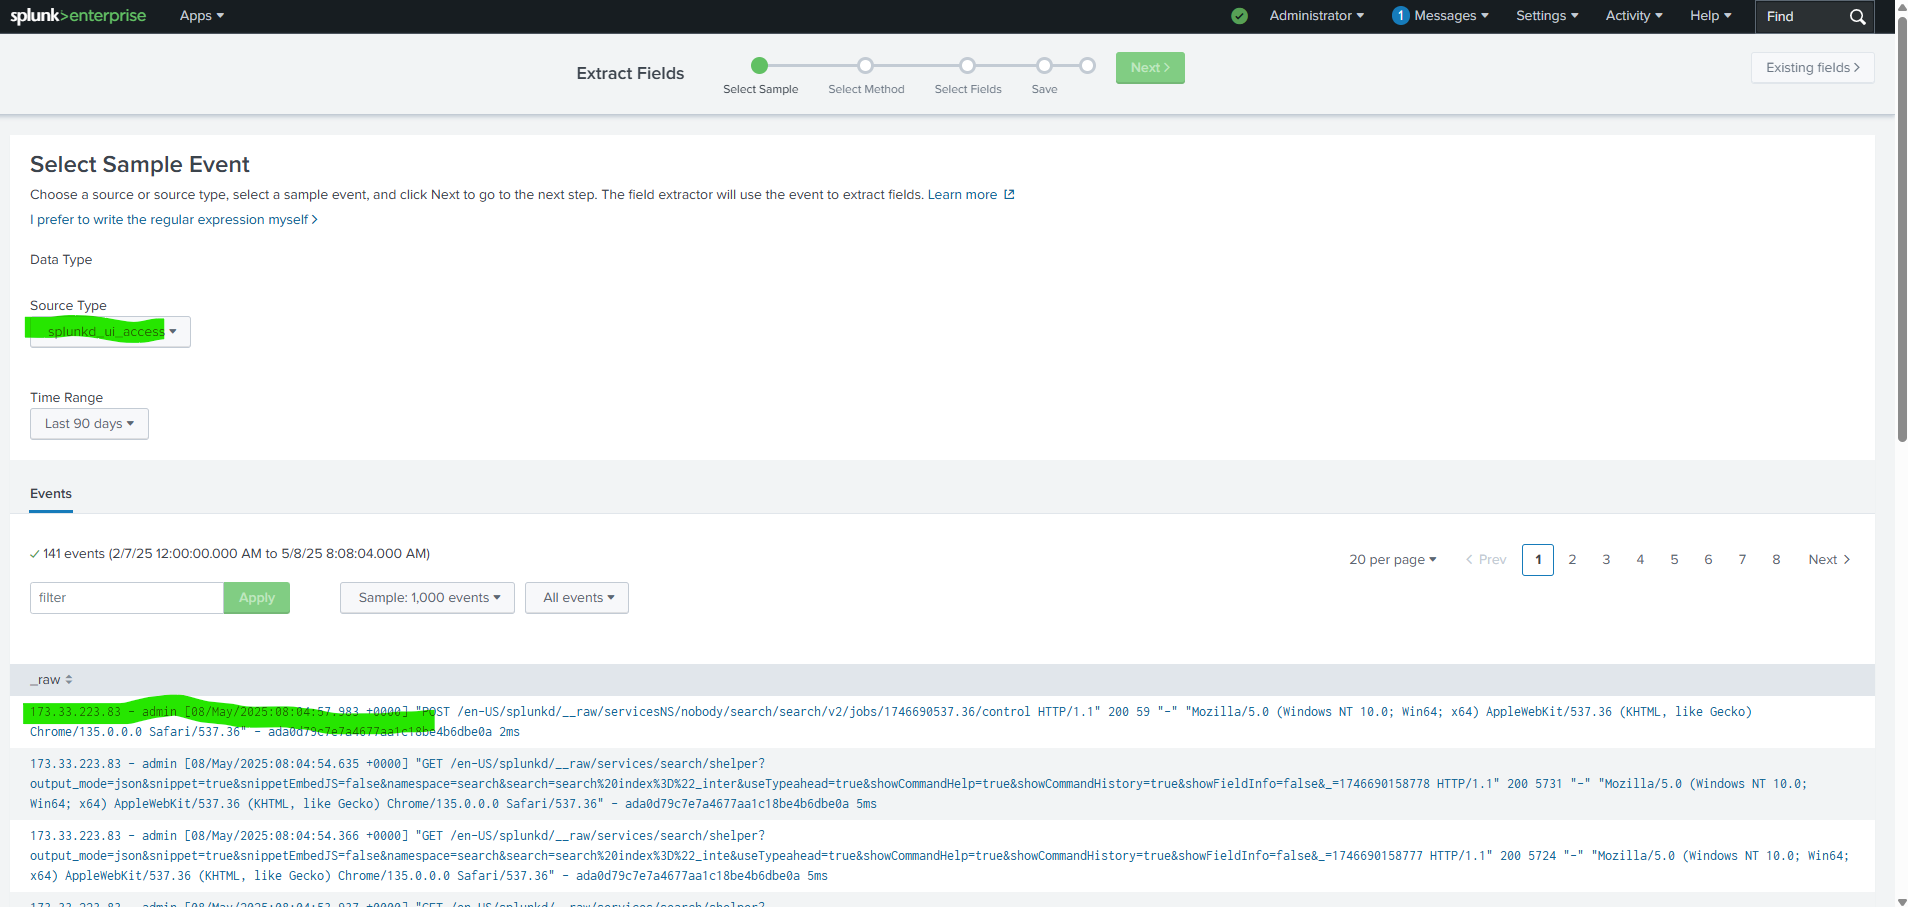 splunk>enterprise Apps Administrator 1 Messages Settings Activity Help Find
Extract Fields
Select Sample Select Method Select Fields Save
Next >
Existing fields >
Select Sample Event
Choose a source or source type, select a sample event, and click Next to go to the next step. The field extractor will use the event to extract fields. Learn more
I prefer to write the regular expression myself >
Data Type
Source Type
splunkd_ui_access
Time Range
Last 90 days
Events
✓ 141 events (2/7/25 12:00:00.000 AM to 5/8/25 8:08:04.000 AM)
20 per page < Prev 1 2 3 4 5 6 7 8 Next >
filter Apply Sample: 1,000 events All events
_raw
173.33.223.83 - admin [08/May/2025:08:04:57.983 +0000] "POST /en-US/splunkd/__raw/servicesNS/nobody/search/search/v2/jobs/1746690537.36/control HTTP/1.1" 200 59 "-" "Mozilla/5.0 (Windows NT 10.0; Win64; x64) AppleWebKit/537.36 (KHTML, like Gecko)
Chrome/135.0.0.0 Safari/537.36" - ada0d79c7e7a4677aa1c18be4b6dbe0a 2ms
173.33.223.83 - admin [08/May/2025:08:04:54.635 +0000] "GET /en-US/splunkd/__raw/services/search/shelper?
output_mode=json&snippet=true&snippetEmbedJS=false&namespace=search&search=search%20index%3D%22_inter&useTypeahead=true&showCommandHelp=true&showCommandHistory=true&showFieldInfo=false&_=1746690158778 HTTP/1.1" 200 5731 "-" "Mozilla/5.0 (Windows NT 10.0;
Win64; x64) AppleWebKit/537.36 (KHTML, like Gecko) Chrome/135.0.0.0 Safari/537.36" - ada0d79c7e7a4677aa1c18be4b6dbe0a 5ms
173.33.223.83 - admin [08/May/2025:08:04:54.366 +0000] "GET /en-US/splunkd/__raw/services/search/shelper?
output_mode=json&snippet=true&snippetEmbedJS=false&namespace=search&search=search%20index%3D%22_inte&useTypeahead=true&showCommandHelp=true&showCommandHistory=true&showFieldInfo=false&_=1746690158777 HTTP/1.1" 200 5724 "-" "Mozilla/5.0 (Windows NT 10.0; Win64;
x64) AppleWebKit/537.36 (KHTML, like Gecko) Chrome/135.0.0.0 Safari/537.36" - ada0d79c7e7a4677aa1c18be4b6dbe0a 5ms